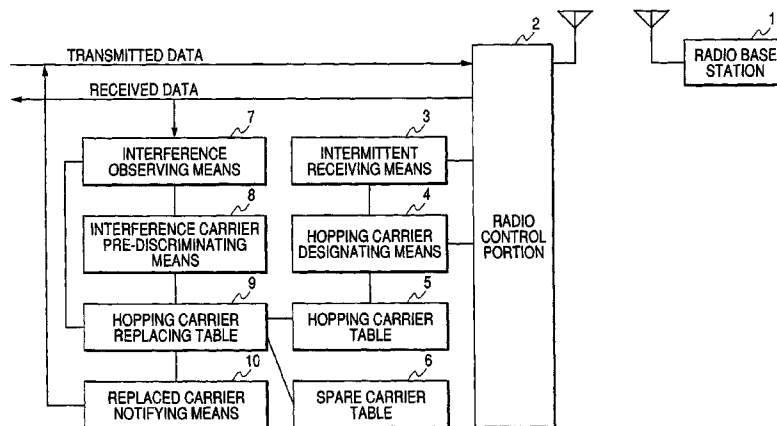 2
1
TRANSMITTED DATA
RADIO BASE
STATION
RECEIVED DATA
7
3
INTERFERENCE
OBSERVING MEANS
INTERMITTENT
RECEIVING MEANS
8
4
INTERFERENCE CARRIER
PRE-DISCRIMINATING
MEANS
HOPPING CARRIER
DESIGNATING MEANS
RADIO
CONTROL
PORTION
9
5
HOPPING CARRIER
REPLACING TABLE
HOPPING CARRIER
TABLE
10
6
REPLACED CARRIER
NOTIFYING MEANS
SPARE CARRIER
TABLE